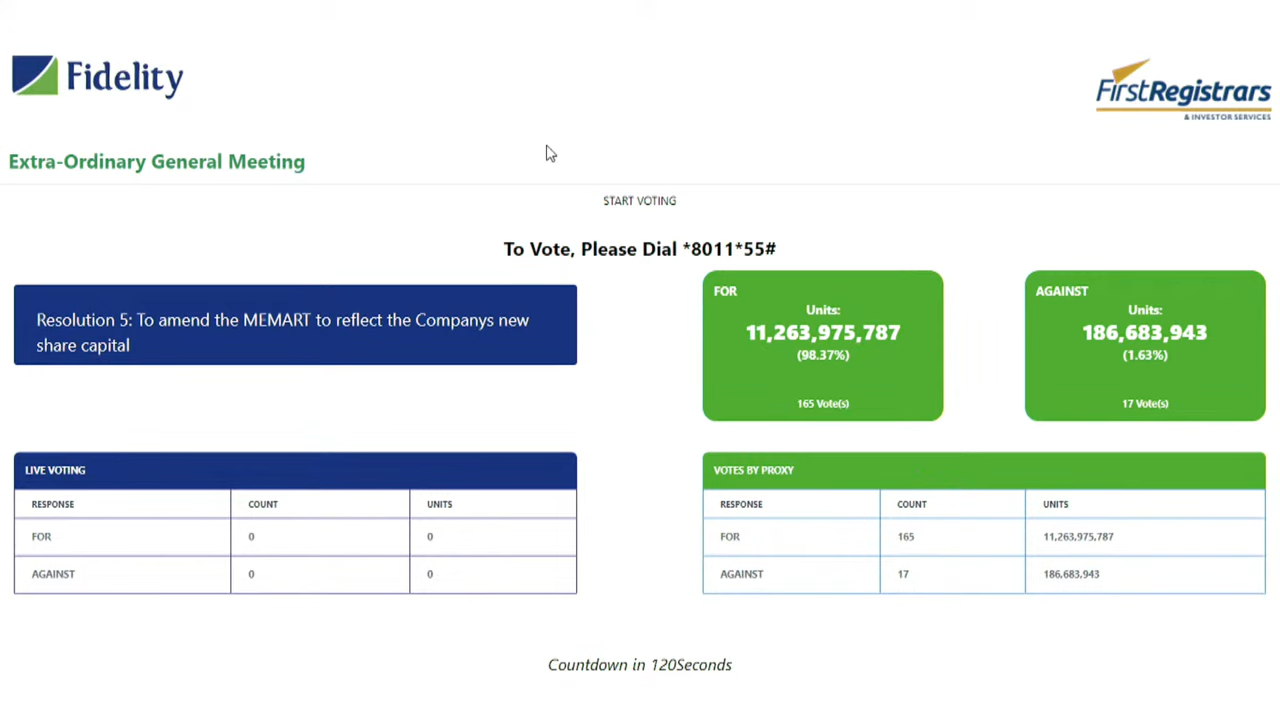 Fidelity
FirstRegistrars
& INVESTOR SERVICES
Extra-Ordinary General Meeting
START VOTING
To Vote, Please Dial *8011*55#
Resolution 5: To amend the MEMART to reflect the Companys new
share capital
FOR
Units:
11,263,975,787
(98.37%)
165 Vote(s)
AGAINST
Units:
186,683,943
(1.63%)
17 Vote(s)
LIVE VOTING
RESPONSE COUNT UNITS
FOR 0 0
AGAINST 0 0
VOTES BY PROXY
RESPONSE COUNT UNITS
FOR 165 11,263,975,787
AGAINST 17 186,683,943
Countdown in 120Seconds